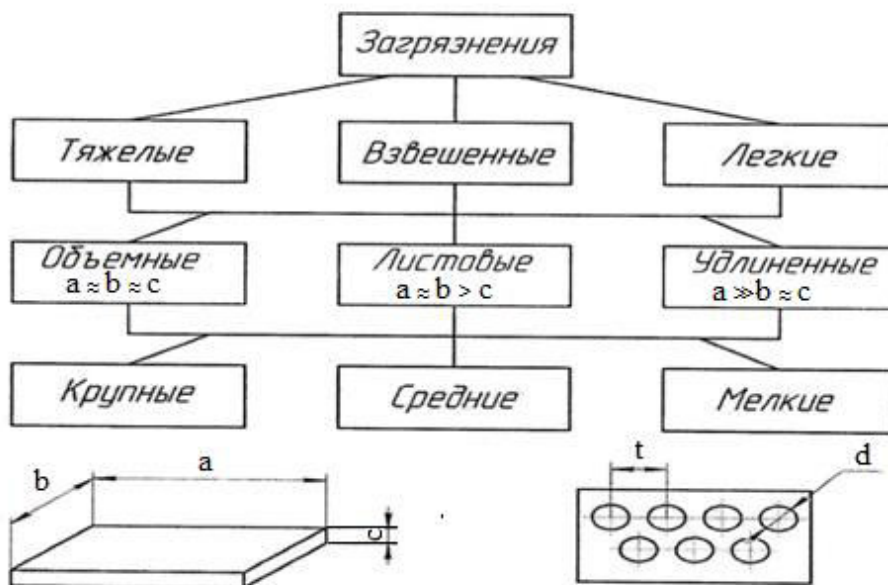 Загрязнения
Тяжелые
Взвешенные
Легкие
Объемные
a ≈ b ≈ c
Листовые
a ≈ b > c
Удлиненные
a ≫ b ≈ c
Крупные
Средние
Мелкие
a
b
c
t
d